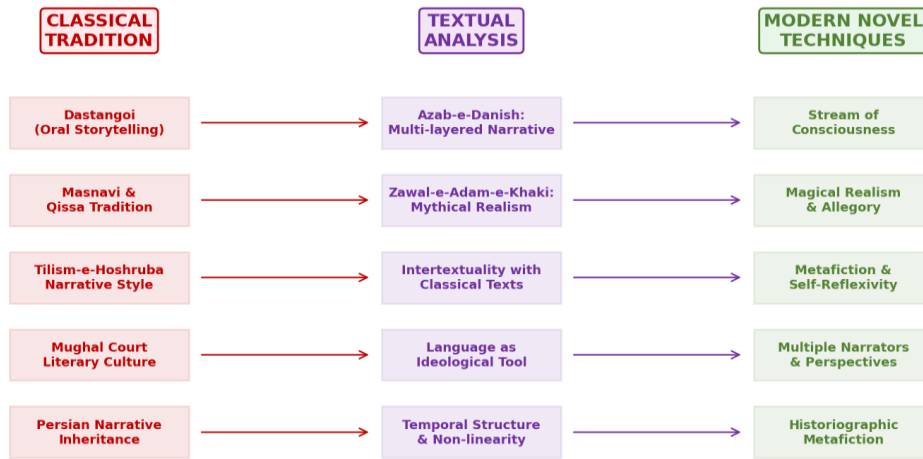 CLASSICAL
TRADITION
TEXTUAL
ANALYSIS
MODERN NOVEL
TECHNIQUES
Dastangoi
(Oral Storytelling)
Azab-e-Danish:
Multi-layered Narrative
Stream of
Consciousness
Masnavi &
Qissa Tradition
Zawal-e-Adam-e-Khaki:
Mythical Realism
Magical Realism
& Allegory
Tilism-e-Hoshruba
Narrative Style
Intertextuality with
Classical Texts
Metafiction &
Self-Reflexivity
Mughal Court
Literary Culture
Language as
Ideological Tool
Multiple Narrators
& Perspectives
Persian Narrative
Inheritance
Temporal Structure
& Non-linearity
Historiographic
Metafiction